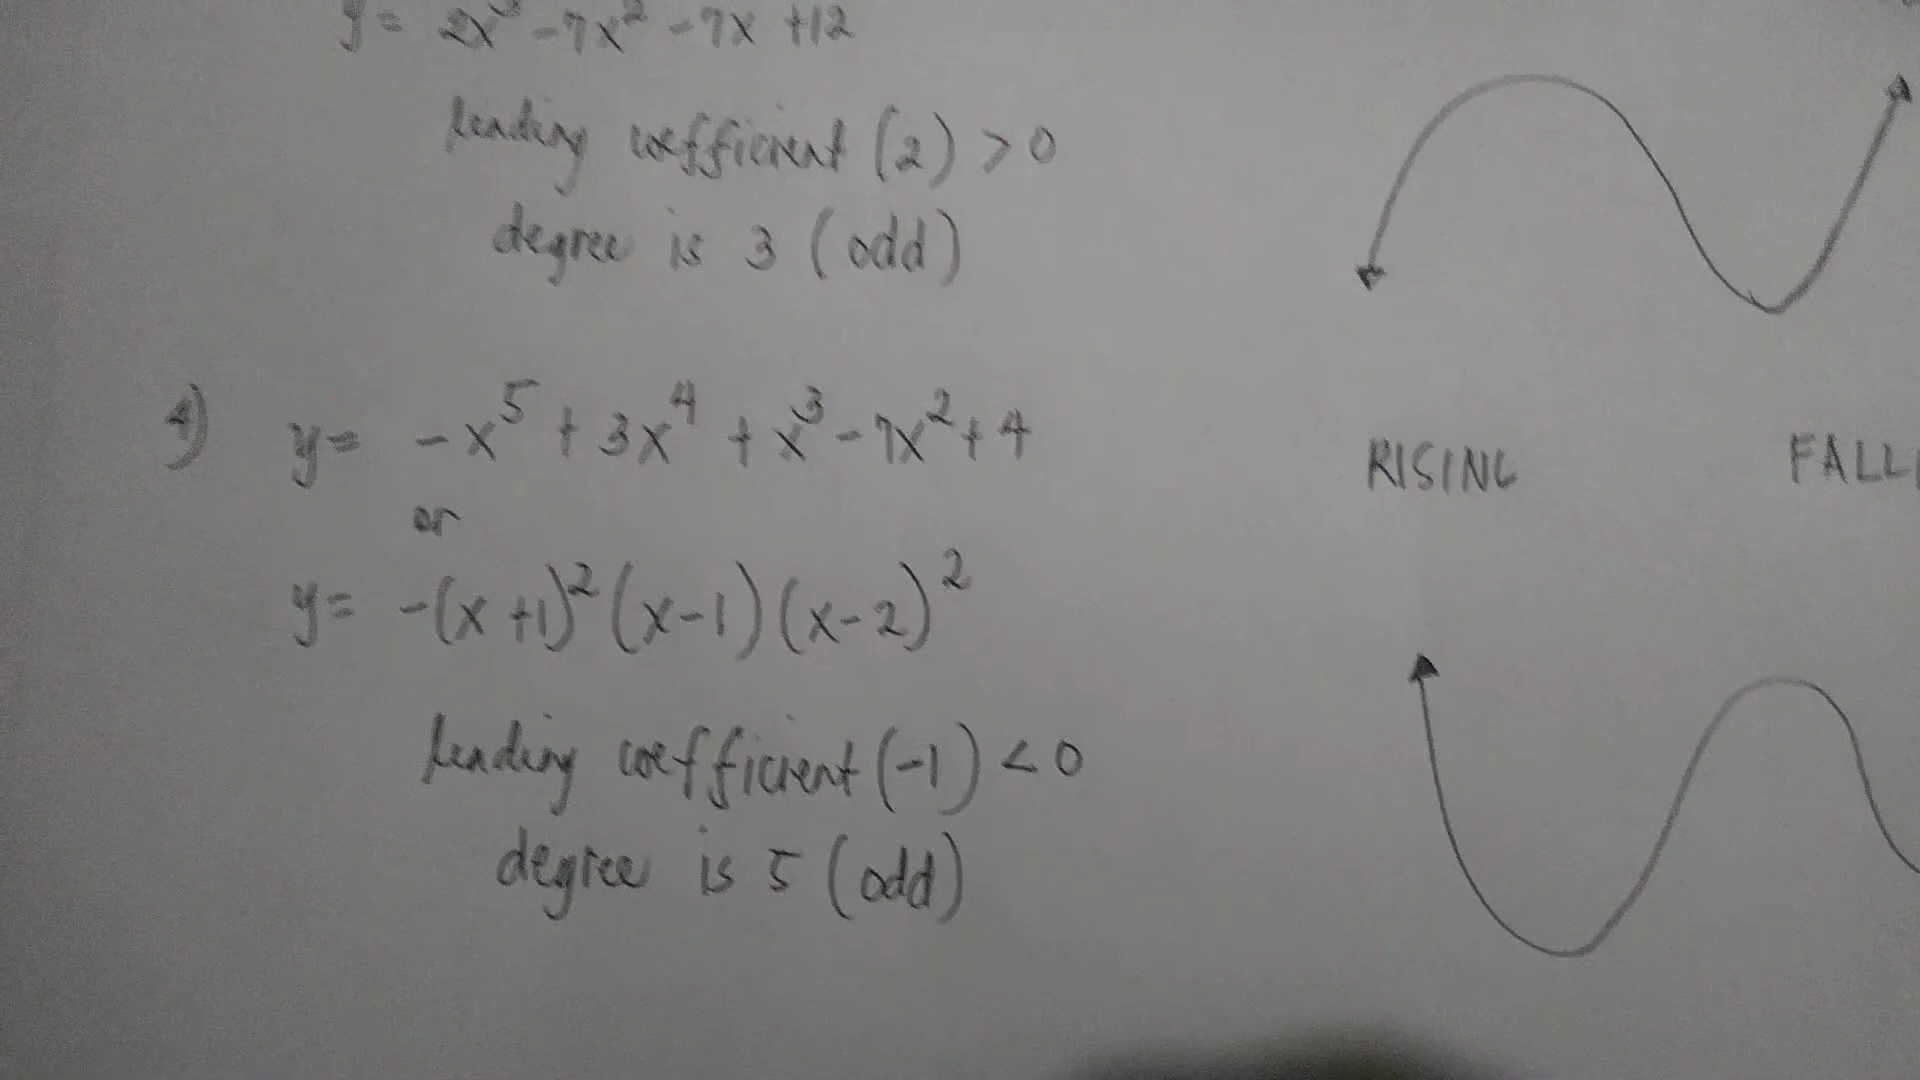 y= 2x³ -7x² -7x +12
leading coefficient (2) > 0
degree is 3 (odd)
4) y= -x⁵ + 3x⁴ + x³ - 7x² + 4
RISING FALLI
or
y= -(x+1)² (x-1) (x-2)²
leading coefficient (-1) < 0
degree is 5 (odd)